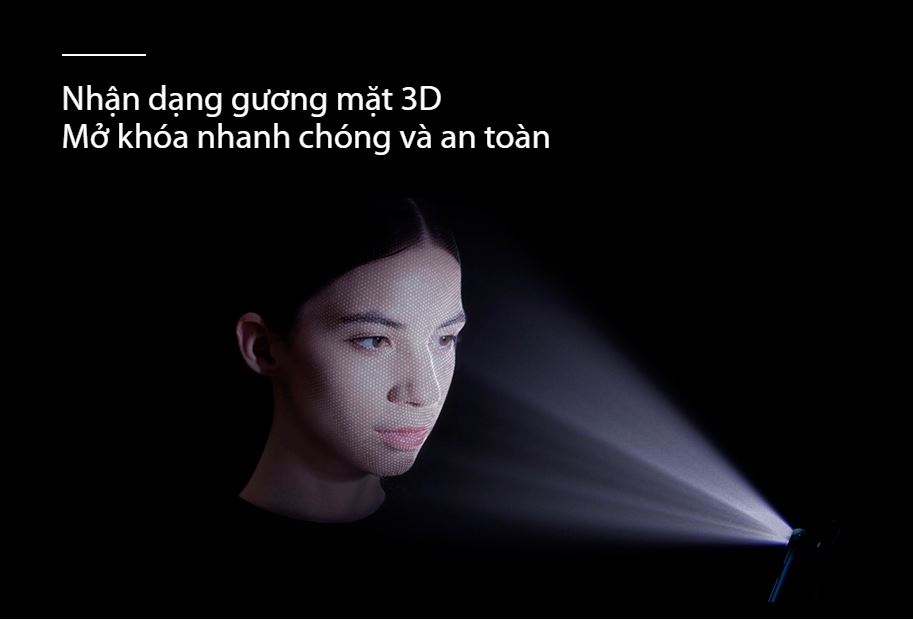 Nhận dạng gương mặt 3D
Mở khóa nhanh chóng và an toàn